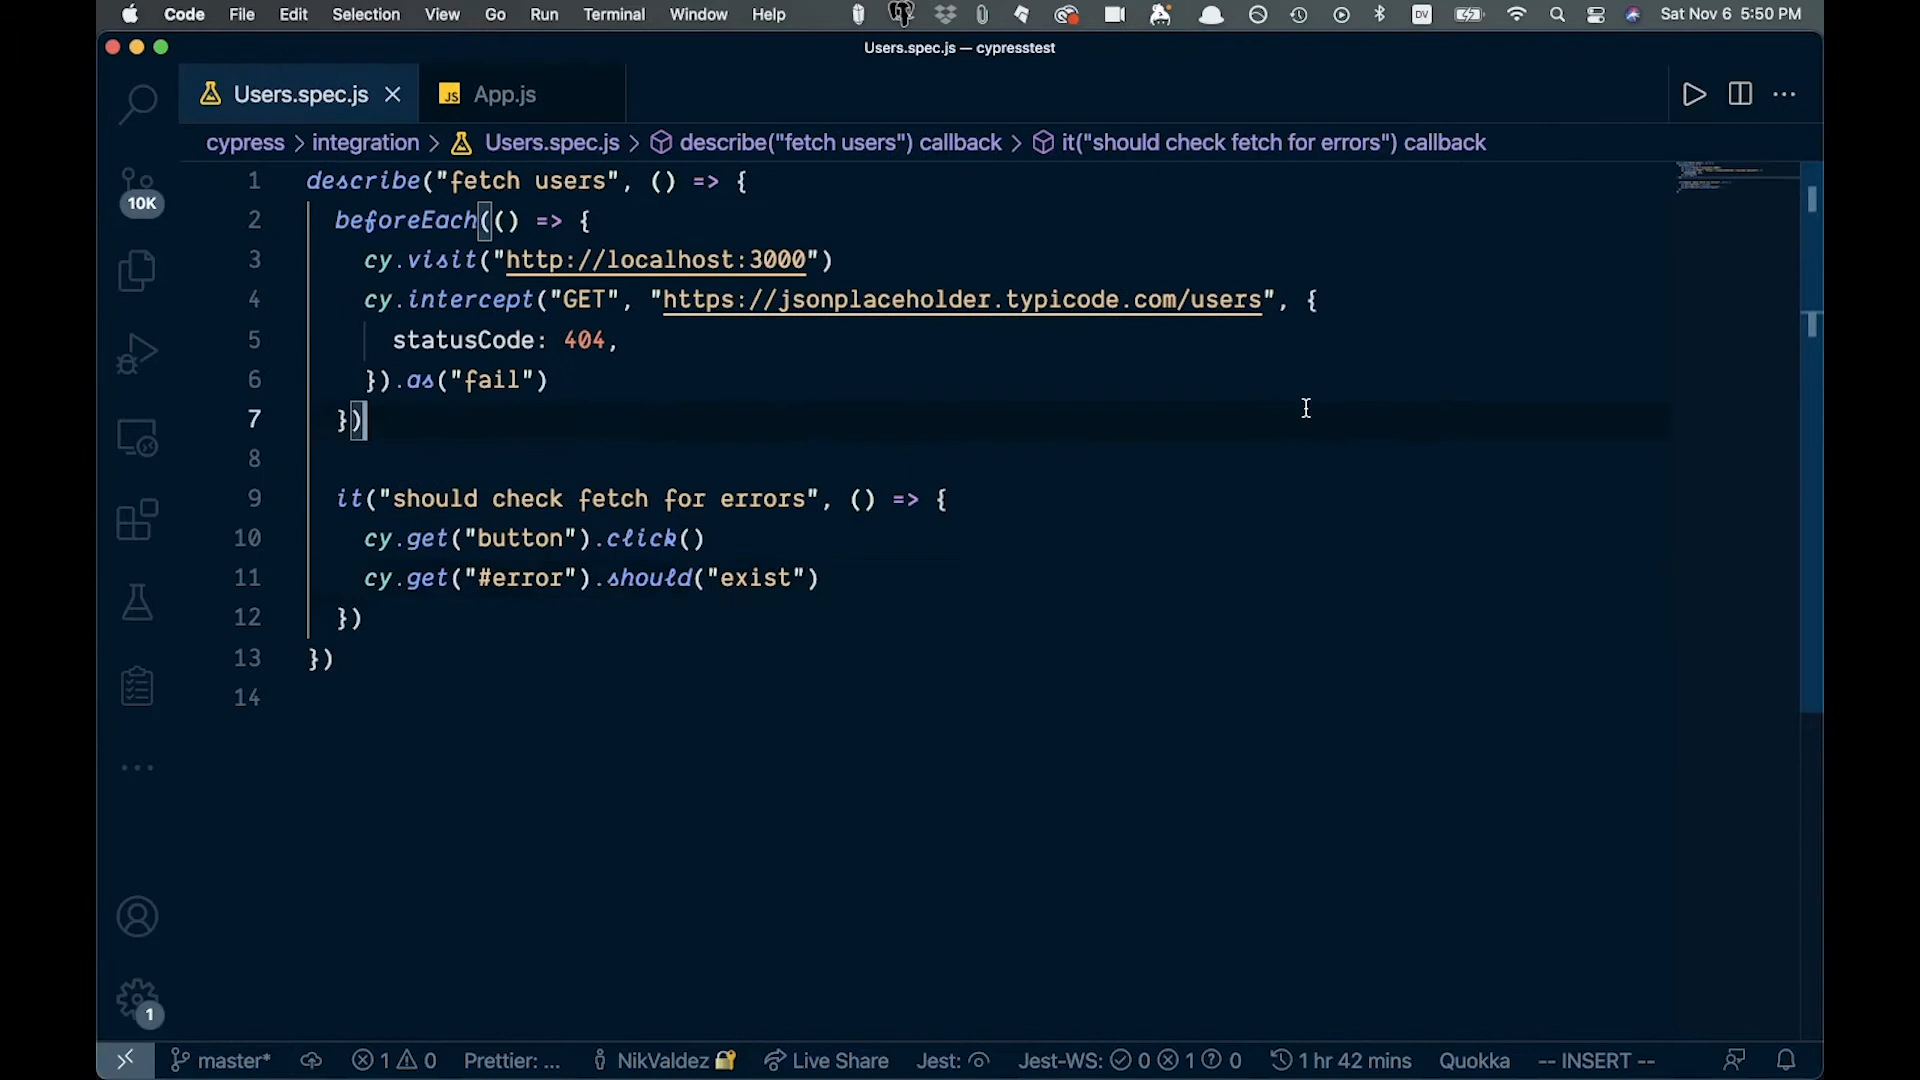 Code File Edit Selection View Go Run Terminal Window Help DV Sat Nov 6 5:50 PM
Users.spec.js — cypresstest
Users.spec.js JS App.js
cypress > integration > Users.spec.js > describe("fetch users") callback > it("should check fetch for errors") callback
10K
1 describe("fetch users", () => {
2 beforeEach(() => {
3 cy.visit("http://localhost:3000")
4 cy.intercept("GET", "https://jsonplaceholder.typicode.com/users", {
5 statusCode: 404,
6 }).as("fail")
7 })
8
9 it("should check fetch for errors", () => {
10 cy.get("button").click()
11 cy.get("#error").should("exist")
12 })
13 })
14
1
master* 1 0 Prettier: ... NikValdez Live Share Jest: Jest-WS: 0 1 0 1 hr 42 mins Quokka -- INSERT --